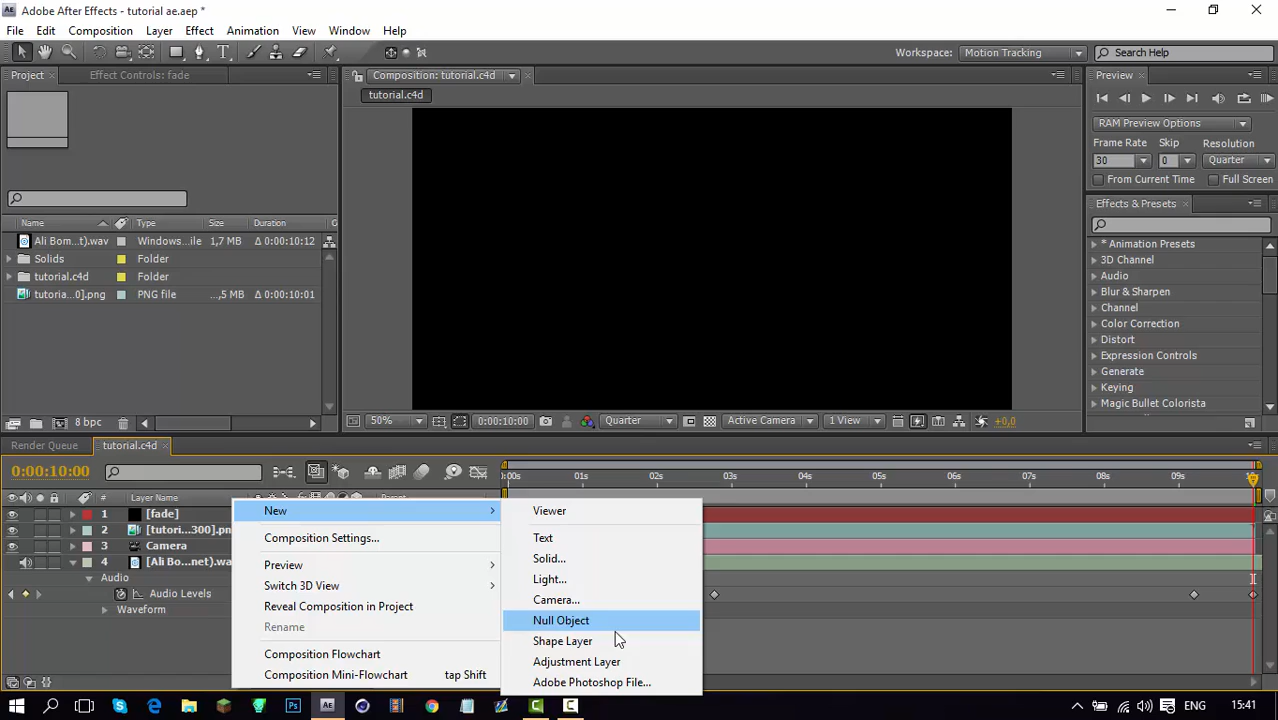 Adobe After Effects - tutorial ae.aep *
File Edit Composition Layer Effect Animation View Window Help
Workspace: Motion Tracking Search Help
Project Effect Controls: fade
Composition: tutorial.c4d
Preview
tutorial.c4d
RAM Preview Options
Frame Rate Skip Resolution
30 0 Quarter
From Current Time Full Screen
Effects & Presets
Name Type Size Duration
Ali Bom...t).wav Windows...ile 1,7 MB Δ 0:00:10:12
Solids Folder
tutorial.c4d Folder
tutoria...0].png PNG file ...,5 MB Δ 0:00:10:01
* Animation Presets
3D Channel
Audio
Blur & Sharpen
Channel
Color Correction
Distort
Expression Controls
Generate
Keying
Magic Bullet Colorista
8 bpc
50% 0:00:10:00 Quarter Active Camera 1 View +0,0
Render Queue tutorial.c4d
0:00:10:00
:00s 01s 02s 03s 04s 05s 06s 07s 08s 09s
# Layer Name Parent
1 [fade]
2 [tutori...300].pn
3 Camera
4 [Ali Bo...net).wa
Audio
Audio Levels
Waveform
New
Composition Settings...
Preview
Switch 3D View
Reveal Composition in Project
Rename
Composition Flowchart
Composition Mini-Flowchart tap Shift
Viewer
Text
Solid...
Light...
Camera...
Null Object
Shape Layer
Adjustment Layer
Adobe Photoshop File...
ENG 15:41